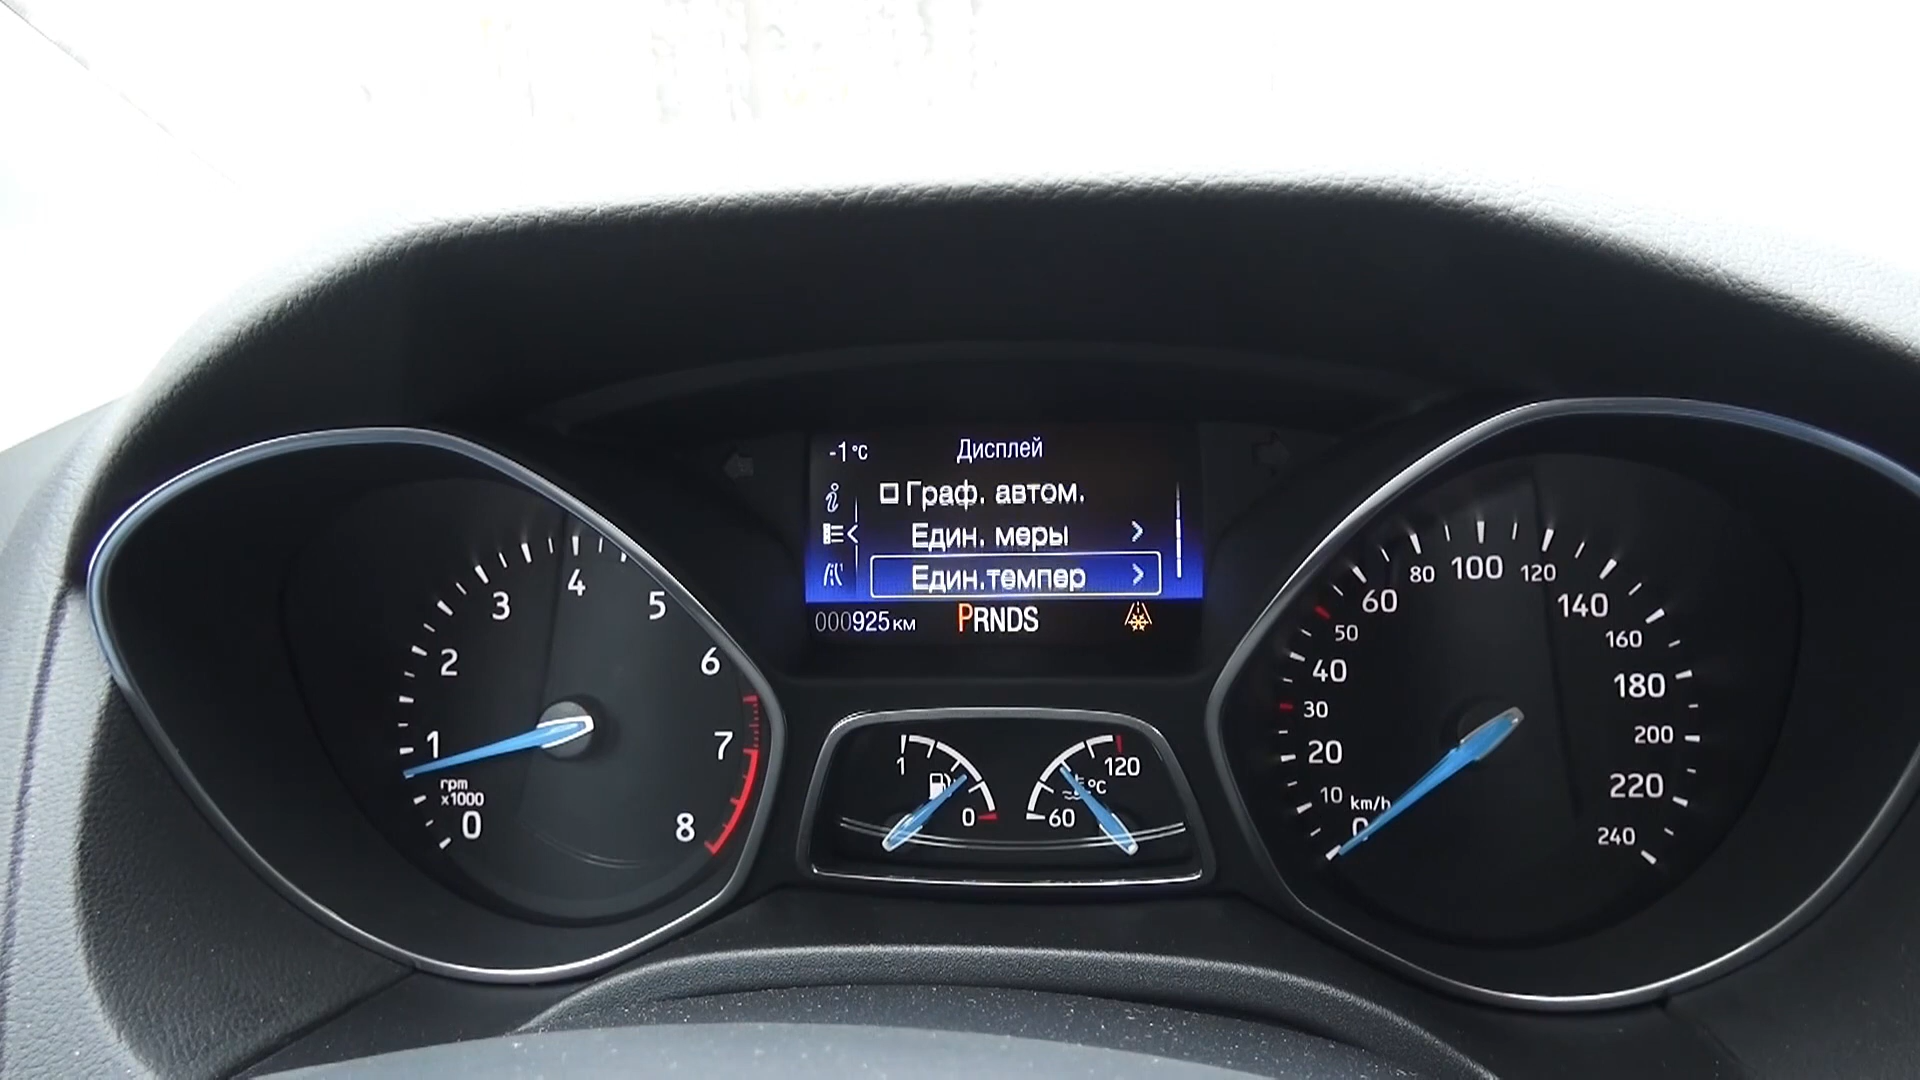 -1°C Дисплей
Граф. автом.
Един. меры
Един.темпер
000925 км PRNDS
0 1 2 3 4 5 6 7 8
rpm
x1000
1 0
60 120
°C
0 10 20 30 40 50 60 80 100 120 140 160 180 200 220 240
km/h